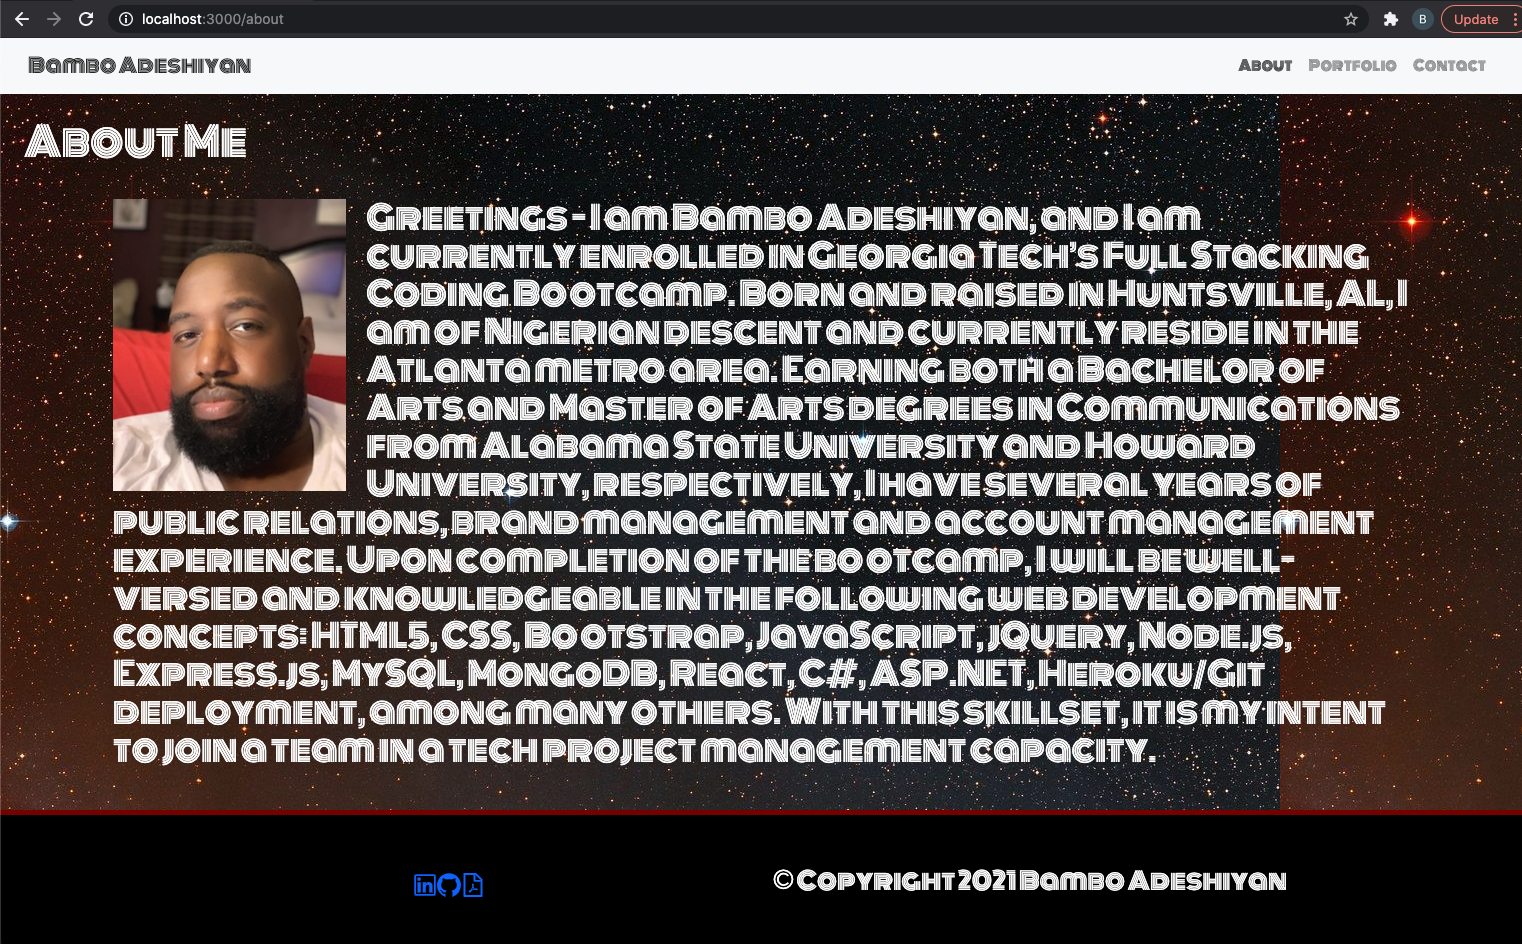 localhost:3000/about
B
Update
Bambo Adeshiyan
About Portfolio Contact
About Me
Greetings - I am Bambo Adeshiyan, and I am
currently enrolled in Georgia Tech's Full Stacking
Coding Bootcamp. Born and raised in Huntsville, AL, I
am of Nigerian descent and currently reside in the
Atlanta metro area. Earning both a Bachelor of
Arts and Master of Arts degrees in Communications
from Alabama State University and Howard
University, respectively, I have several years of
public relations, brand management and account management
experience. Upon completion of the bootcamp, I will be well-
versed and knowledgeable in the following web development
concepts: HTML5, CSS, Bootstrap, JavaScript, jQuery, Node.js,
Express.js, MySQL, MongoDB, React, C#, ASP.NET, Heroku/Git
deployment, among many others. With this skillset, it is my intent
to join a team in a tech project management capacity.
in
© Copyright 2021 Bambo Adeshiyan